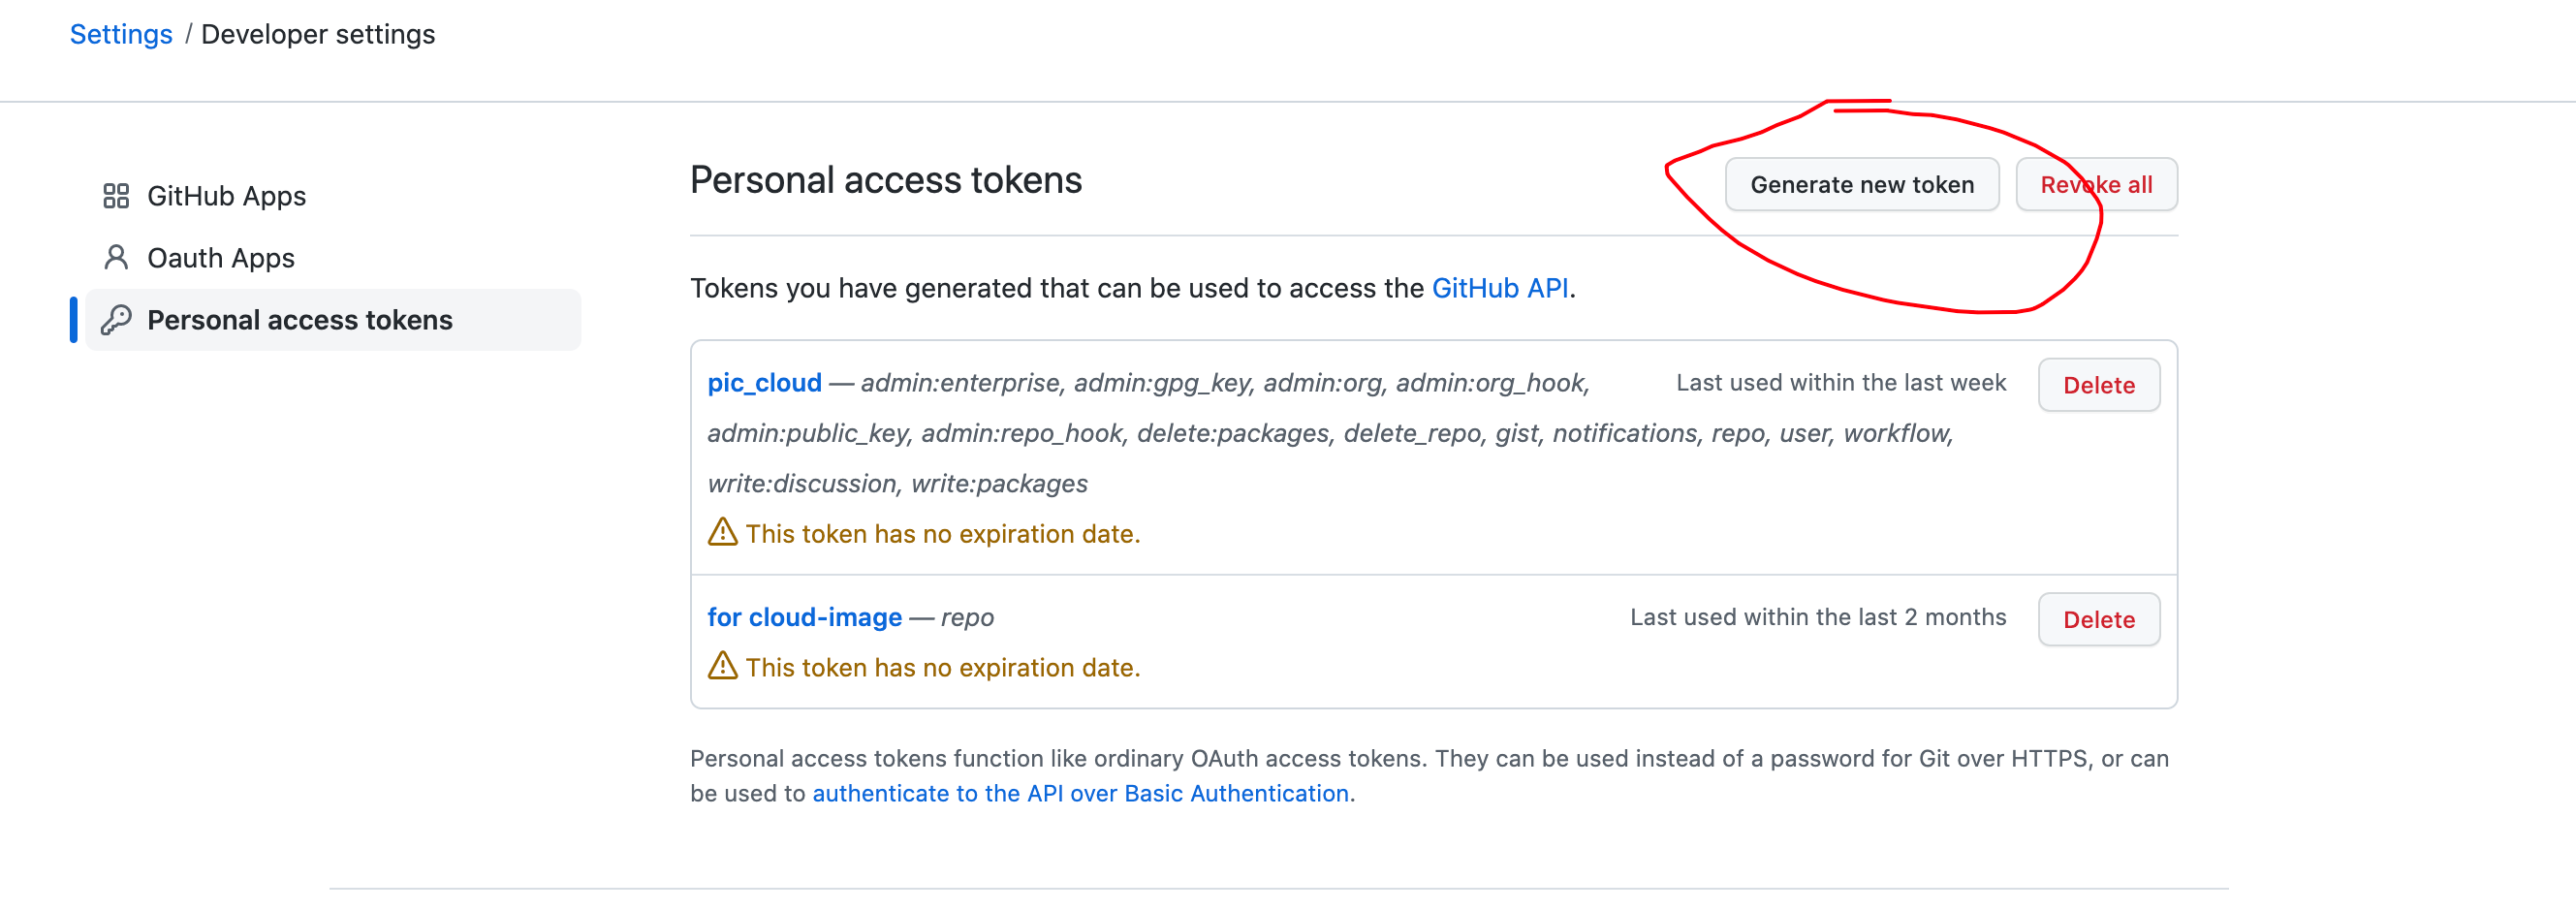 Settings / Developer settings
GitHub Apps
Oauth Apps
Personal access tokens
Personal access tokens
Generate new token
Revoke all
Tokens you have generated that can be used to access the GitHub API.
pic_cloud — admin:enterprise, admin:gpg_key, admin:org, admin:org_hook,
Last used within the last week
Delete
admin:public_key, admin:repo_hook, delete:packages, delete_repo, gist, notifications, repo, user, workflow,
write:discussion, write:packages
This token has no expiration date.
for cloud-image — repo
Last used within the last 2 months
Delete
This token has no expiration date.
Personal access tokens function like ordinary OAuth access tokens. They can be used instead of a password for Git over HTTPS, or can
be used to authenticate to the API over Basic Authentication.